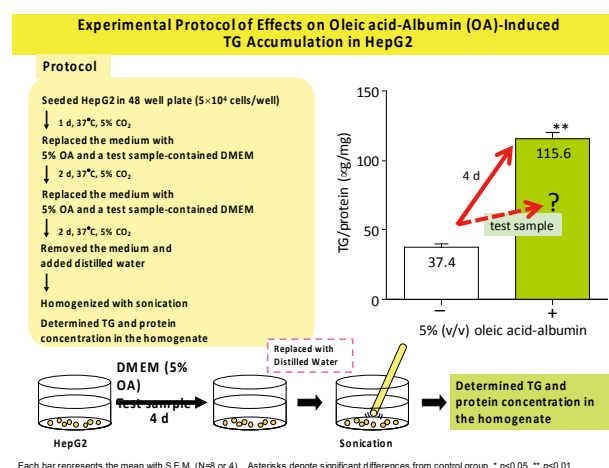 Experimental Protocol of Effects on Oleic acid-Albumin (OA)-Induced
TG Accumulation in HepG2
Protocol
Seeded HepG2 in 48 well plate (5×10⁴ cells/well)
1 d, 37°C, 5% CO₂
Replaced the medium with
5% OA and a test sample-contained DMEM
2 d, 37°C, 5% CO₂
Replaced the medium with
5% OA and a test sample-contained DMEM
2 d, 37°C, 5% CO₂
Removed the medium and
added distilled water
Homogenized with sonication
Determined TG and protein
concentration in the homogenate
TG/protein (∝g/mg)
150
100
50
0
**
115.6
4 d
?
test sample
37.4
−
+
5% (v/v) oleic acid-albumin
DMEM (5%
OA)
Test sample
4 d
Replaced with
Distilled Water
HepG2
Sonication
Determined TG and
protein concentration in
the homogenate
Each bar represents the mean with S.E.M. (N=8 or 4). Asterisks denote significant differences from control group, * p<0.05, ** p<0.01